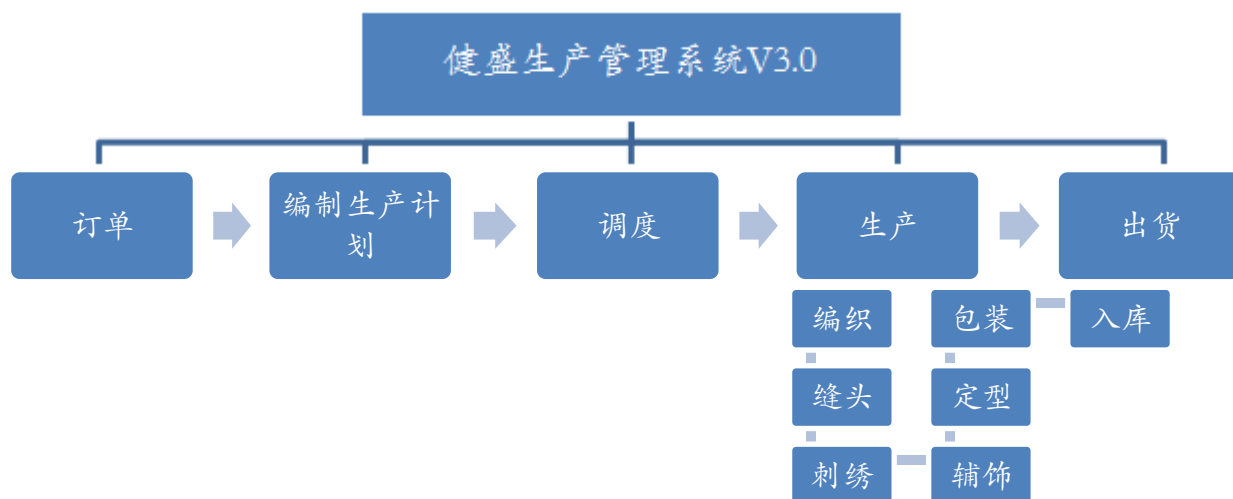 健盛生产管理系统V3.0
订单
编制生产计
划
调度
生产
出货
编织
包装
入库
缝头
定型
刺绣
辅饰